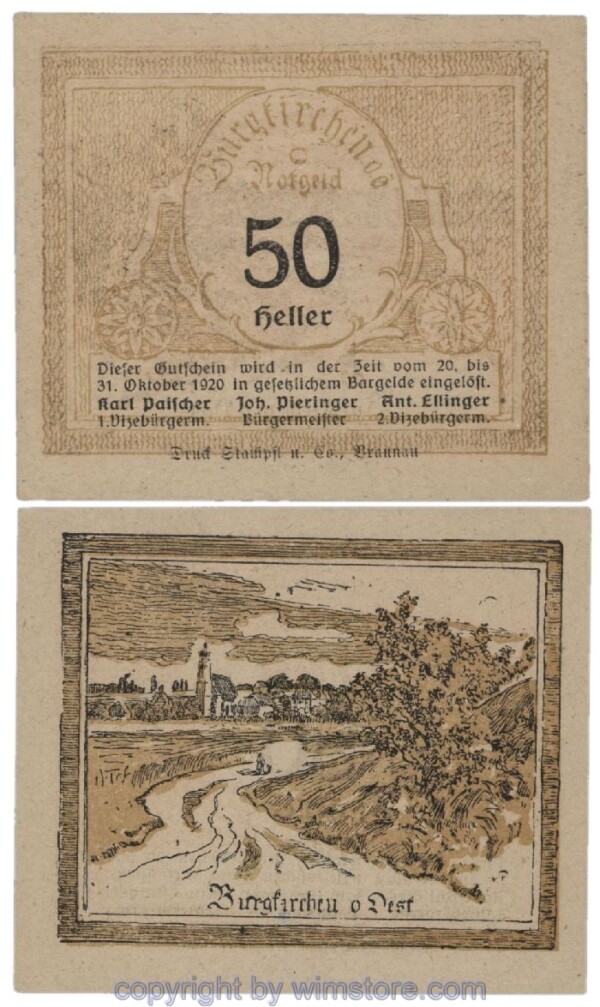 Burgkirchen oö
Notgeld
50
Heller
Dieser Gutschein wird in der Zeit vom 20. bis
31. Oktober 1920 in gesetzlichem Bargelde eingelöst.
Karl Paischer Joh. Pieringer Ant. Ellinger
1.Vizebürgerm. Bürgermeister 2.Vizebürgerm.
Druck Stampfl u. Co., Braunau
Burgkirchen o Oest
copyright by wimstore.com